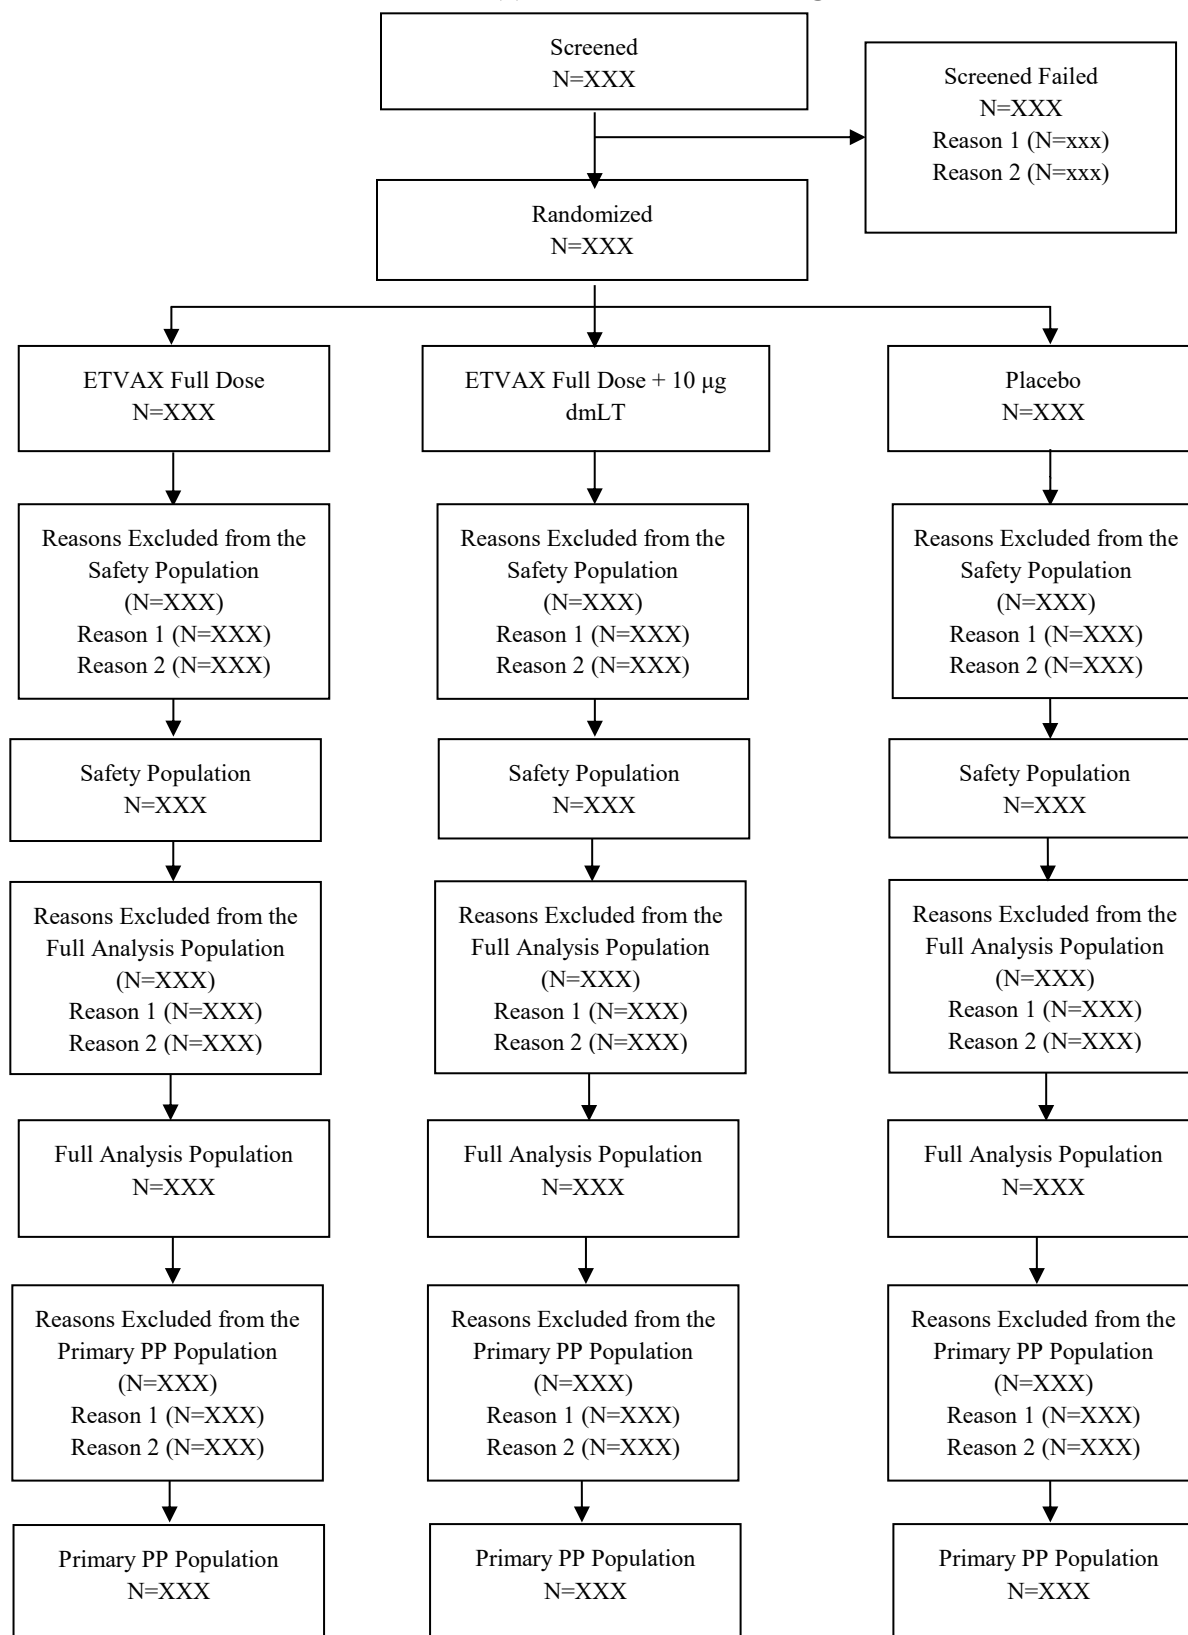 Screened
N=XXX
Screened Failed
N=XXX
Reason 1 (N=xxx)
Reason 2 (N=xxx)
Randomized
N=XXX
ETVAX Full Dose
N=XXX
ETVAX Full Dose + 10 µg
dmLT
Placebo
N=XXX
Reasons Excluded from the
Safety Population
(N=XXX)
Reason 1 (N=XXX)
Reason 2 (N=XXX)
Reasons Excluded from the
Safety Population
(N=XXX)
Reason 1 (N=XXX)
Reason 2 (N=XXX)
Reasons Excluded from the
Safety Population
(N=XXX)
Reason 1 (N=XXX)
Reason 2 (N=XXX)
Safety Population
N=XXX
Safety Population
N=XXX
Safety Population
N=XXX
Reasons Excluded from the
Full Analysis Population
(N=XXX)
Reason 1 (N=XXX)
Reason 2 (N=XXX)
Reasons Excluded from the
Full Analysis Population
(N=XXX)
Reason 1 (N=XXX)
Reason 2 (N=XXX)
Reasons Excluded from the
Full Analysis Population
(N=XXX)
Reason 1 (N=XXX)
Reason 2 (N=XXX)
Full Analysis Population
N=XXX
Full Analysis Population
N=XXX
Full Analysis Population
N=XXX
Reasons Excluded from the
Primary PP Population
(N=XXX)
Reason 1 (N=XXX)
Reason 2 (N=XXX)
Reasons Excluded from the
Primary PP Population
(N=XXX)
Reason 1 (N=XXX)
Reason 2 (N=XXX)
Reasons Excluded from the
Primary PP Population
(N=XXX)
Reason 1 (N=XXX)
Reason 2 (N=XXX)
Primary PP Population
N=XXX
Primary PP Population
N=XXX
Primary PP Population
N=XXX